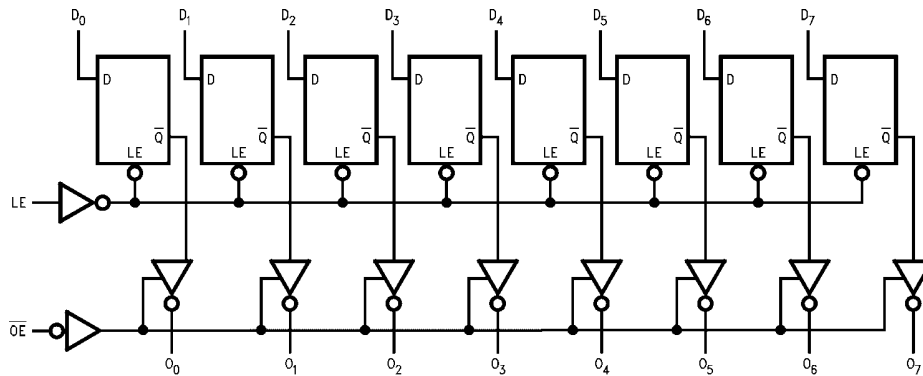 D₀ D₁ D₂ D₃ D₄ D₅ D₆ D₇
D D D D D D D D
Q̅ Q̅ Q̅ Q̅ Q̅ Q̅ Q̅ Q̅
LE LE LE LE LE LE LE LE
LE
O̅E̅
O₀ O₁ O₂ O₃ O₄ O₅ O₆ O₇